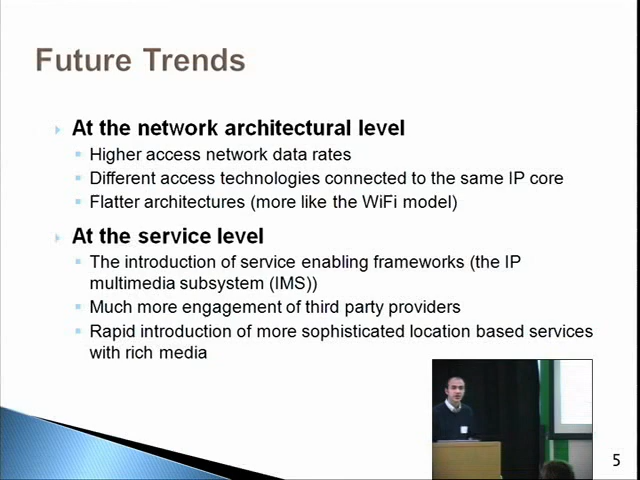 Future Trends
At the network architectural level
Higher access network data rates
Different access technologies connected to the same IP core
Flatter architectures (more like the WiFi model)
At the service level
The introduction of service enabling frameworks (the IP
multimedia subsystem (IMS))
Much more engagement of third party providers
Rapid introduction of more sophisticated location based services
with rich media
5